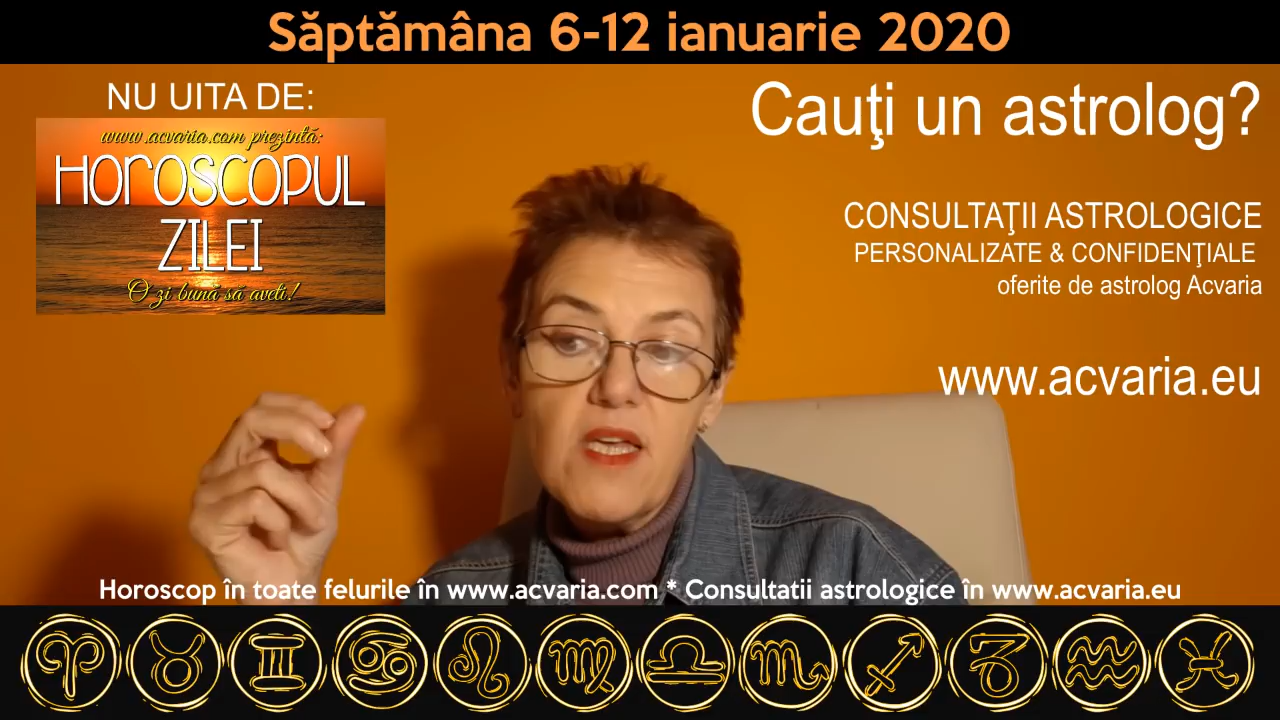 Săptămâna 6-12 ianuarie 2020
NU UITA DE:
www.acvaria.com prezintă:
HOROSCOPUL
ZILEI
O zi bună să aveti!
Cauţi un astrolog?
CONSULTAŢII ASTROLOGICE
PERSONALIZATE & CONFIDENŢIALE
oferite de astrolog Acvaria
www.acvaria.eu
Horoscop în toate felurile în www.acvaria.com * Consultatii astrologice în www.acvaria.eu